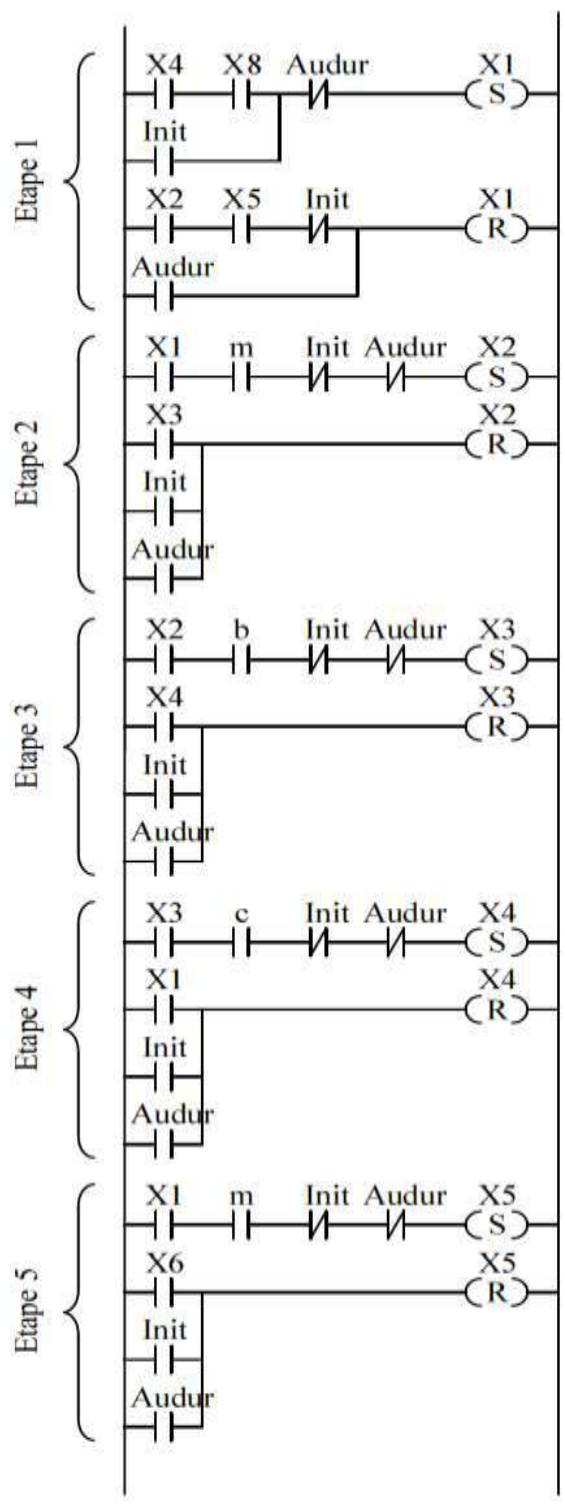 X4 X8 Audur X1
S
Init
Etape 1
X2 X5 Init X1
R
Audur
X1 m Init Audur X2
S
X3 X2
R
Etape 2
Init
Audur
X2 b Init Audur X3
S
X4 X3
R
Etape 3
Init
Audur
X3 c Init Audur X4
S
X1 X4
R
Etape 4
Init
Audur
X1 m Init Audur X5
S
X6 X5
R
Etape 5
Init
Audur